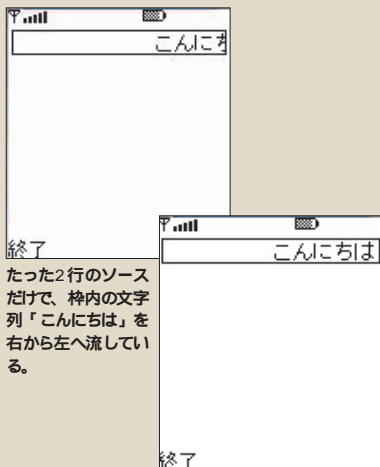 こんにち
終了
たった2行のソース
だけで、枠内の文字
列「こんにちは」を
右から左へ流してい
る。
こんにちは
終了